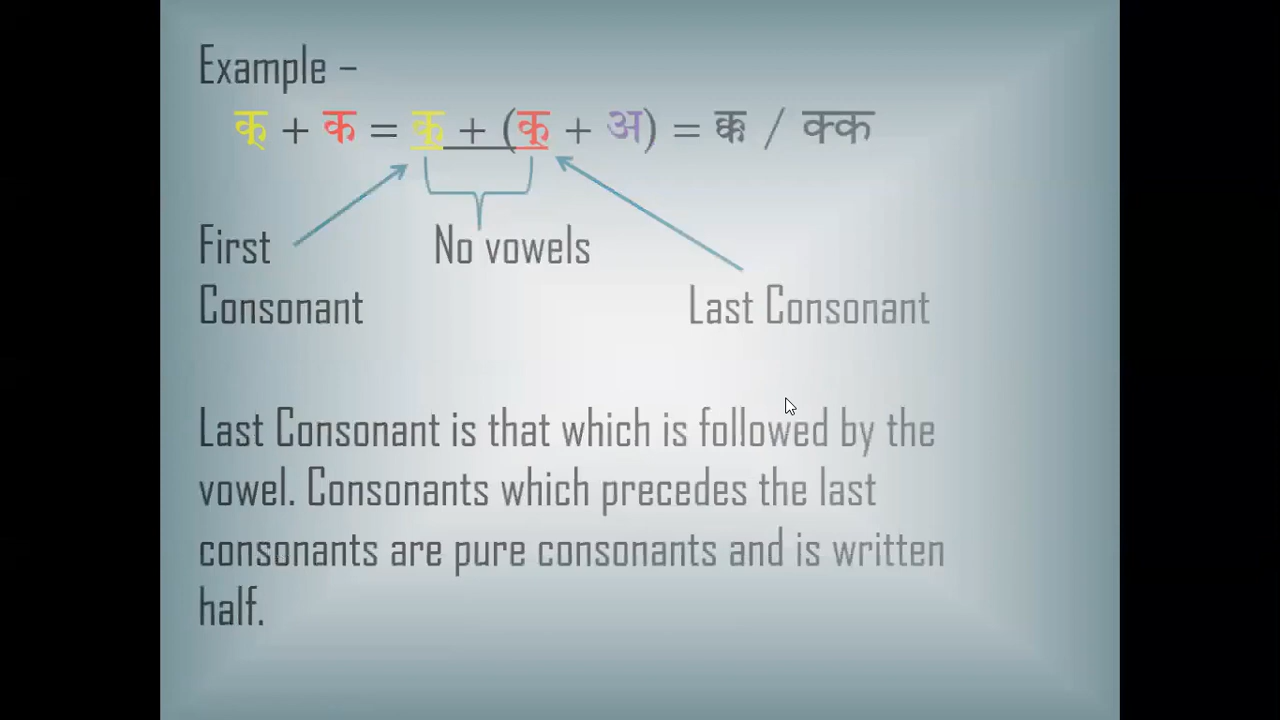 Example –
क् + क = क् + (क् + अ) = क्क / क्‍क
First
Consonant
No vowels
Last Consonant
Last Consonant is that which is followed by the
vowel. Consonants which precedes the last
consonants are pure consonants and is written
half.